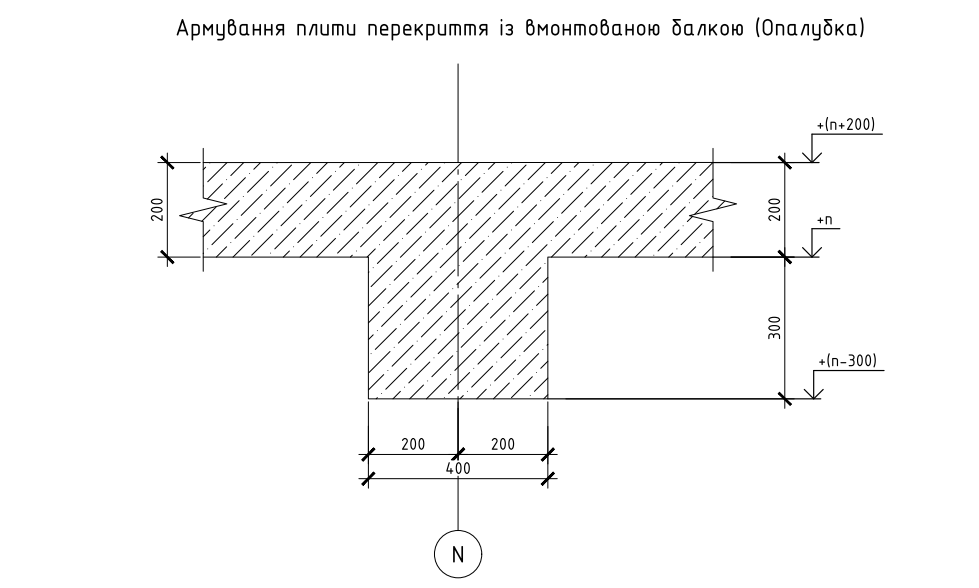 Армування плити перекриття із вмонтованою балкою (Опалубка)
+(n+200)
200
200
+n
300
+(n-300)
200
200
400
N